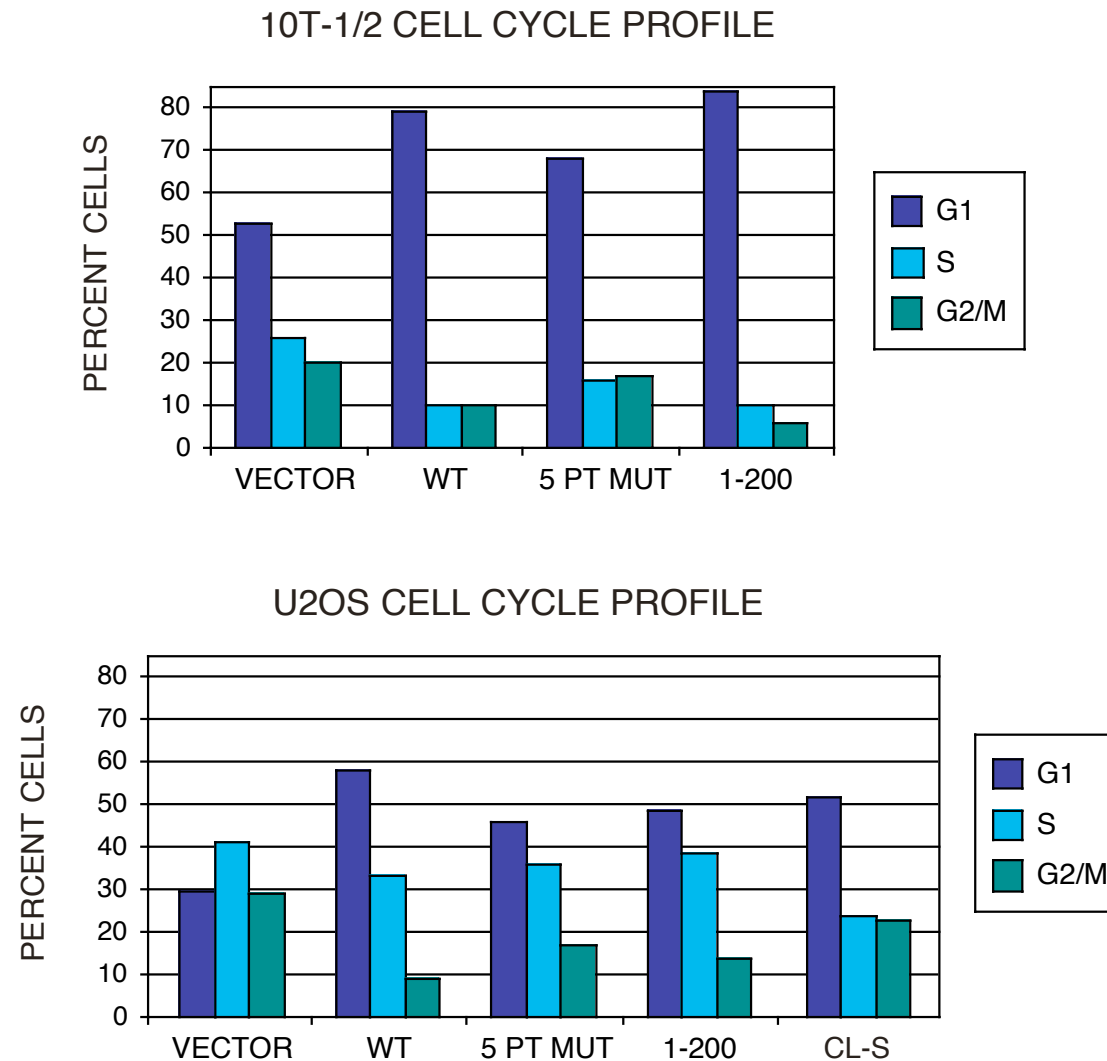 10T-1/2 CELL CYCLE PROFILE
PERCENT CELLS
80
70
60
50
40
30
20
10
0
VECTOR WT 5 PT MUT 1-200
G1
S
G2/M
U2OS CELL CYCLE PROFILE
PERCENT CELLS
80
70
60
50
40
30
20
10
0
VECTOR WT 5 PT MUT 1-200 CL-S
G1
S
G2/M